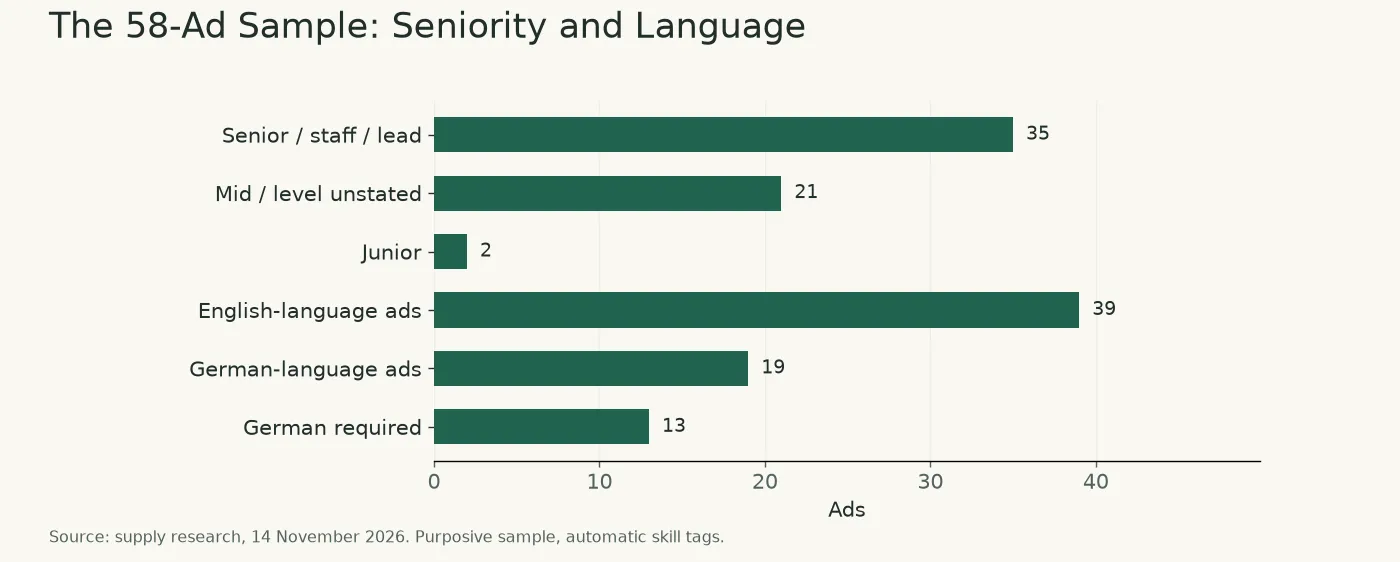 The 58-Ad Sample: Seniority and Language
Senior / staff / lead 35
Mid / level unstated 21
Junior 2
English-language ads 39
German-language ads 19
German required 13
0 10 20 30 40
Ads
Source: supply research, 14 November 2026. Purposive sample, automatic skill tags.